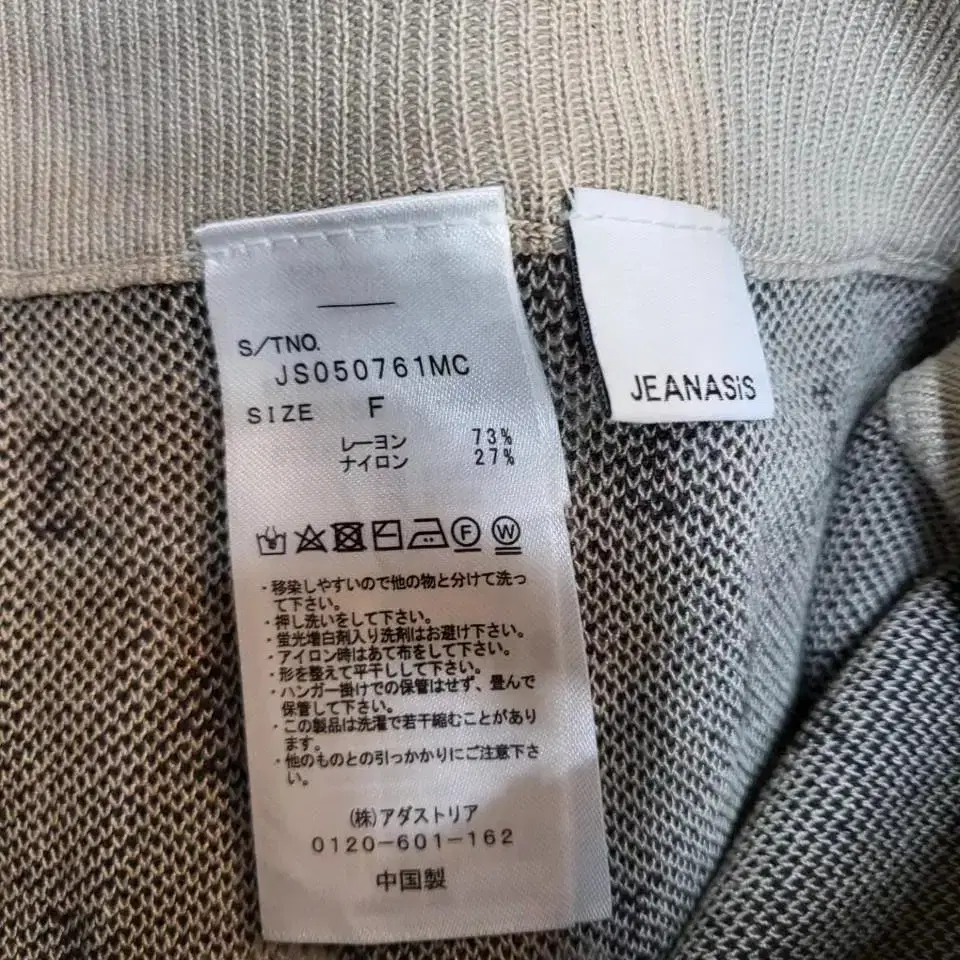 S/TNO.
JS050761MC
SIZE F
レーヨン 73%
ナイロン 27%
F W
・移染しやすいので他の物と分けて洗っ
て下さい。
・押し洗いをして下さい。
・蛍光増白剤入り洗剤はお避け下さい。
・アイロン時はあて布をして下さい。
・形を整えて平干しして下さい。
・ハンガー掛けでの保管はせず、畳んで
保管して下さい。
・この製品は洗濯で若干縮むことがあり
ます。
・他のものとの引っかかりにご注意下さ
い。
(株)アダストリア
0120-601-162
中国製
JEANASiS